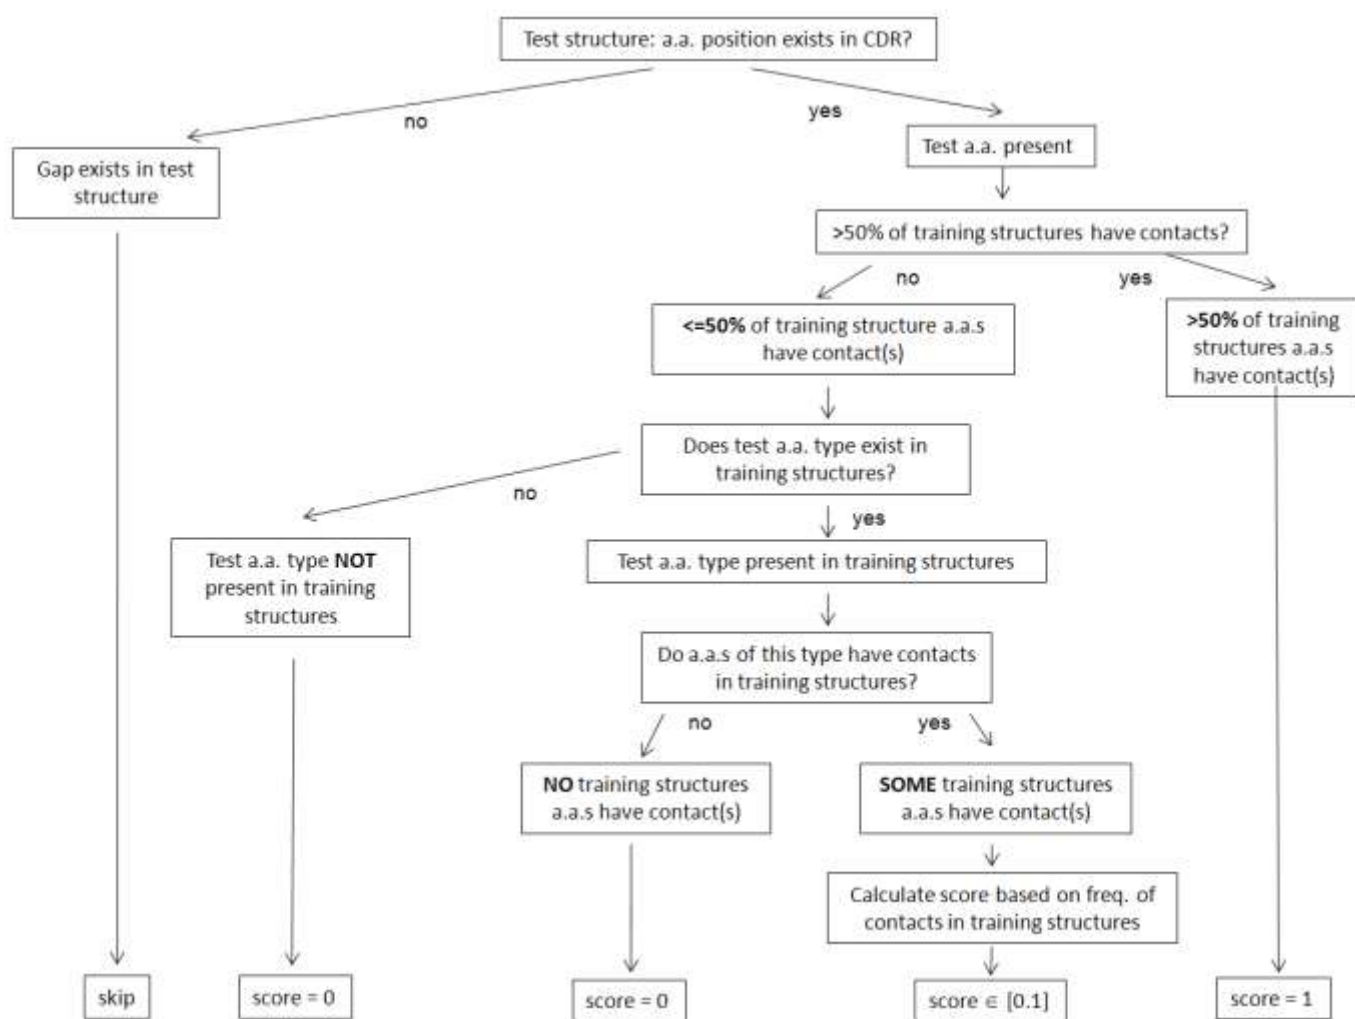 Test structure: a.a. position exists in CDR?
no
yes
Gap exists in test
structure
Test a.a. present
>50% of training structures have contacts?
no
yes
<=50% of training structure a.a.s
have contact(s)
>50% of training
structures a.a.s
have contact(s)
Does test a.a. type exist in
training structures?
no
yes
Test a.a. type NOT
present in training
structures
Test a.a. type present in training structures
Do a.a.s of this type have contacts
in training structures?
no
yes
NO training structures
a.a.s have contact(s)
SOME training structures
a.a.s have contact(s)
Calculate score based on freq. of
contacts in training structures
skip
score = 0
score = 0
score ∈ [0.1]
score = 1